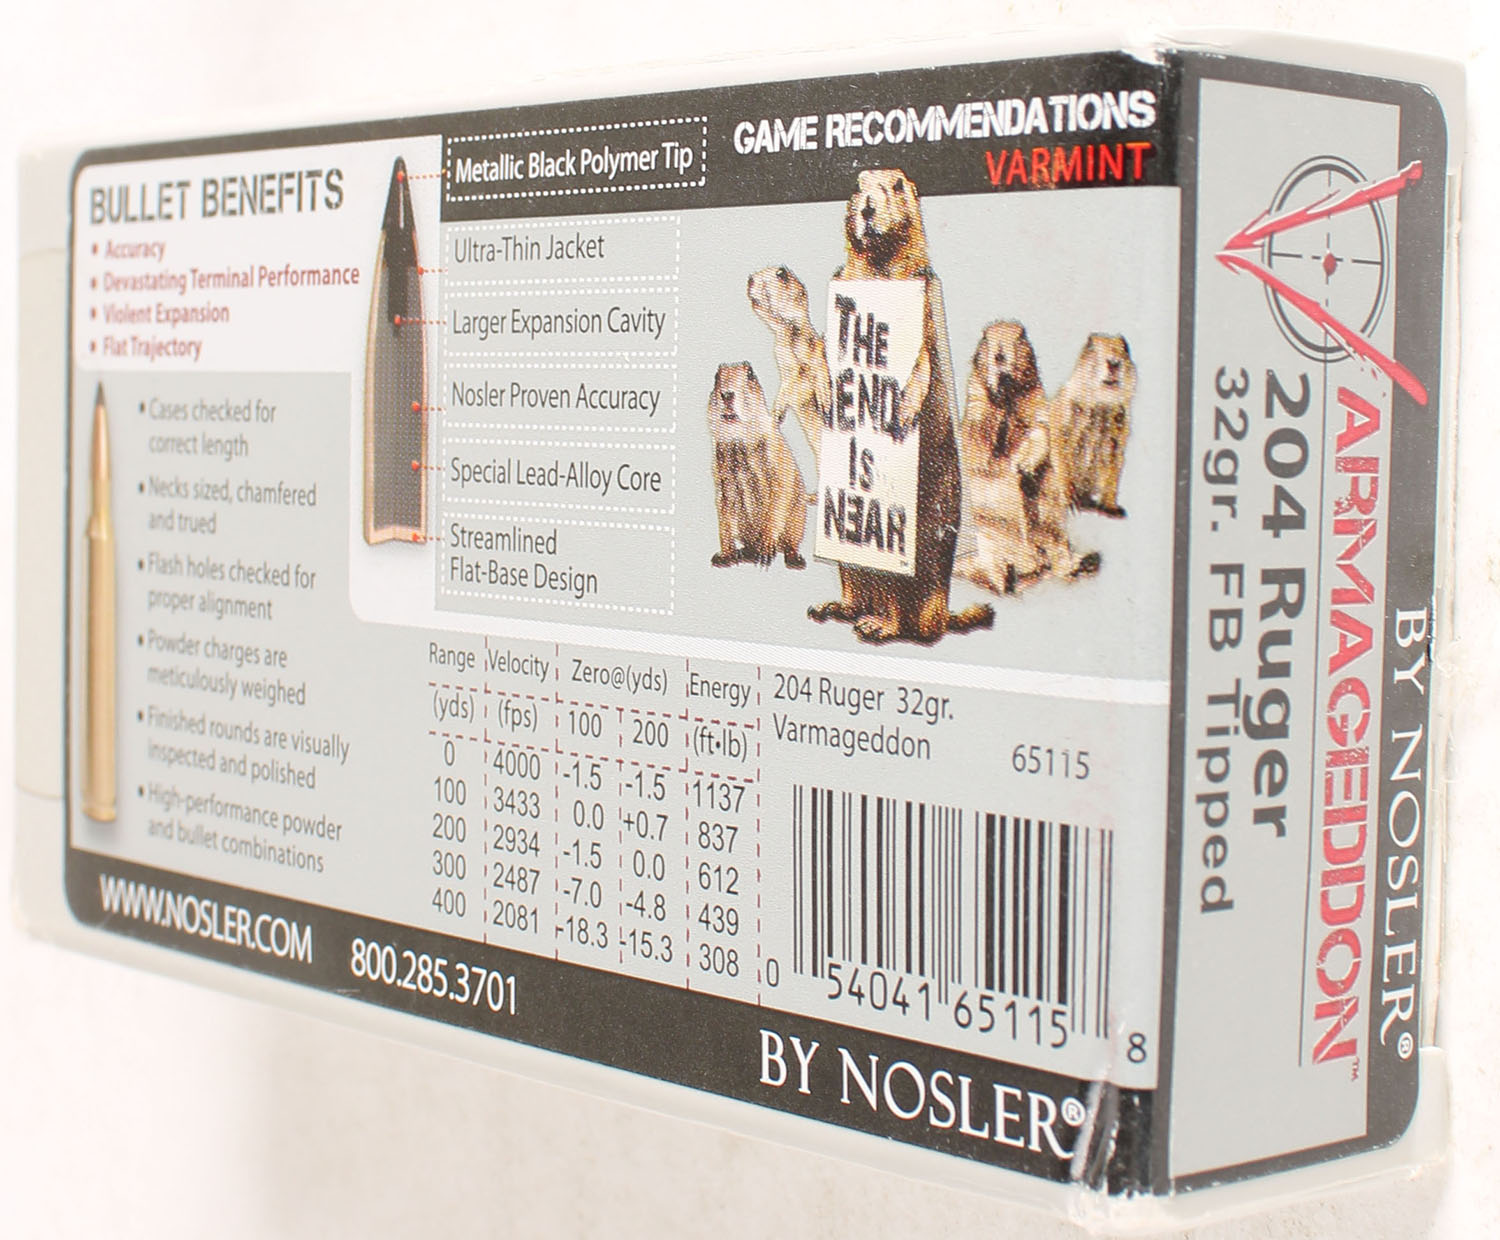 BULLET BENEFITS
• Accuracy
• Devastating Terminal Performance
• Violent Expansion
• Flat Trajectory
• Cases checked for
correct length
• Necks sized, chamfered
and trued
• Flash holes checked for
proper alignment
• Powder charges are
meticulously weighed
• Finished rounds are visually
inspected and polished
• High-performance powder
and bullet combinations
Metallic Black Polymer Tip
Ultra-Thin Jacket
Larger Expansion Cavity
Nosler Proven Accuracy
Special Lead-Alloy Core
Streamlined
Flat-Base Design
GAME RECOMMENDATIONS
VARMINT
THE
END
IS
NEAR
™
Range Velocity Zero@(yds) Energy
(yds) (fps) 100 200 (ft•lb)
0 4000 -1.5 -1.5 1137
100 3433 0.0 +0.7 837
200 2934 -1.5 0.0 612
300 2487 -7.0 -4.8 439
400 2081 -18.3 -15.3 308
204 Ruger 32gr.
Varmageddon
65115
0 54041 65115 8
WWW.NOSLER.COM 800.285.3701
BY NOSLER®
VARMAGEDDON™
BY NOSLER®
204 Ruger
32gr. FB Tipped